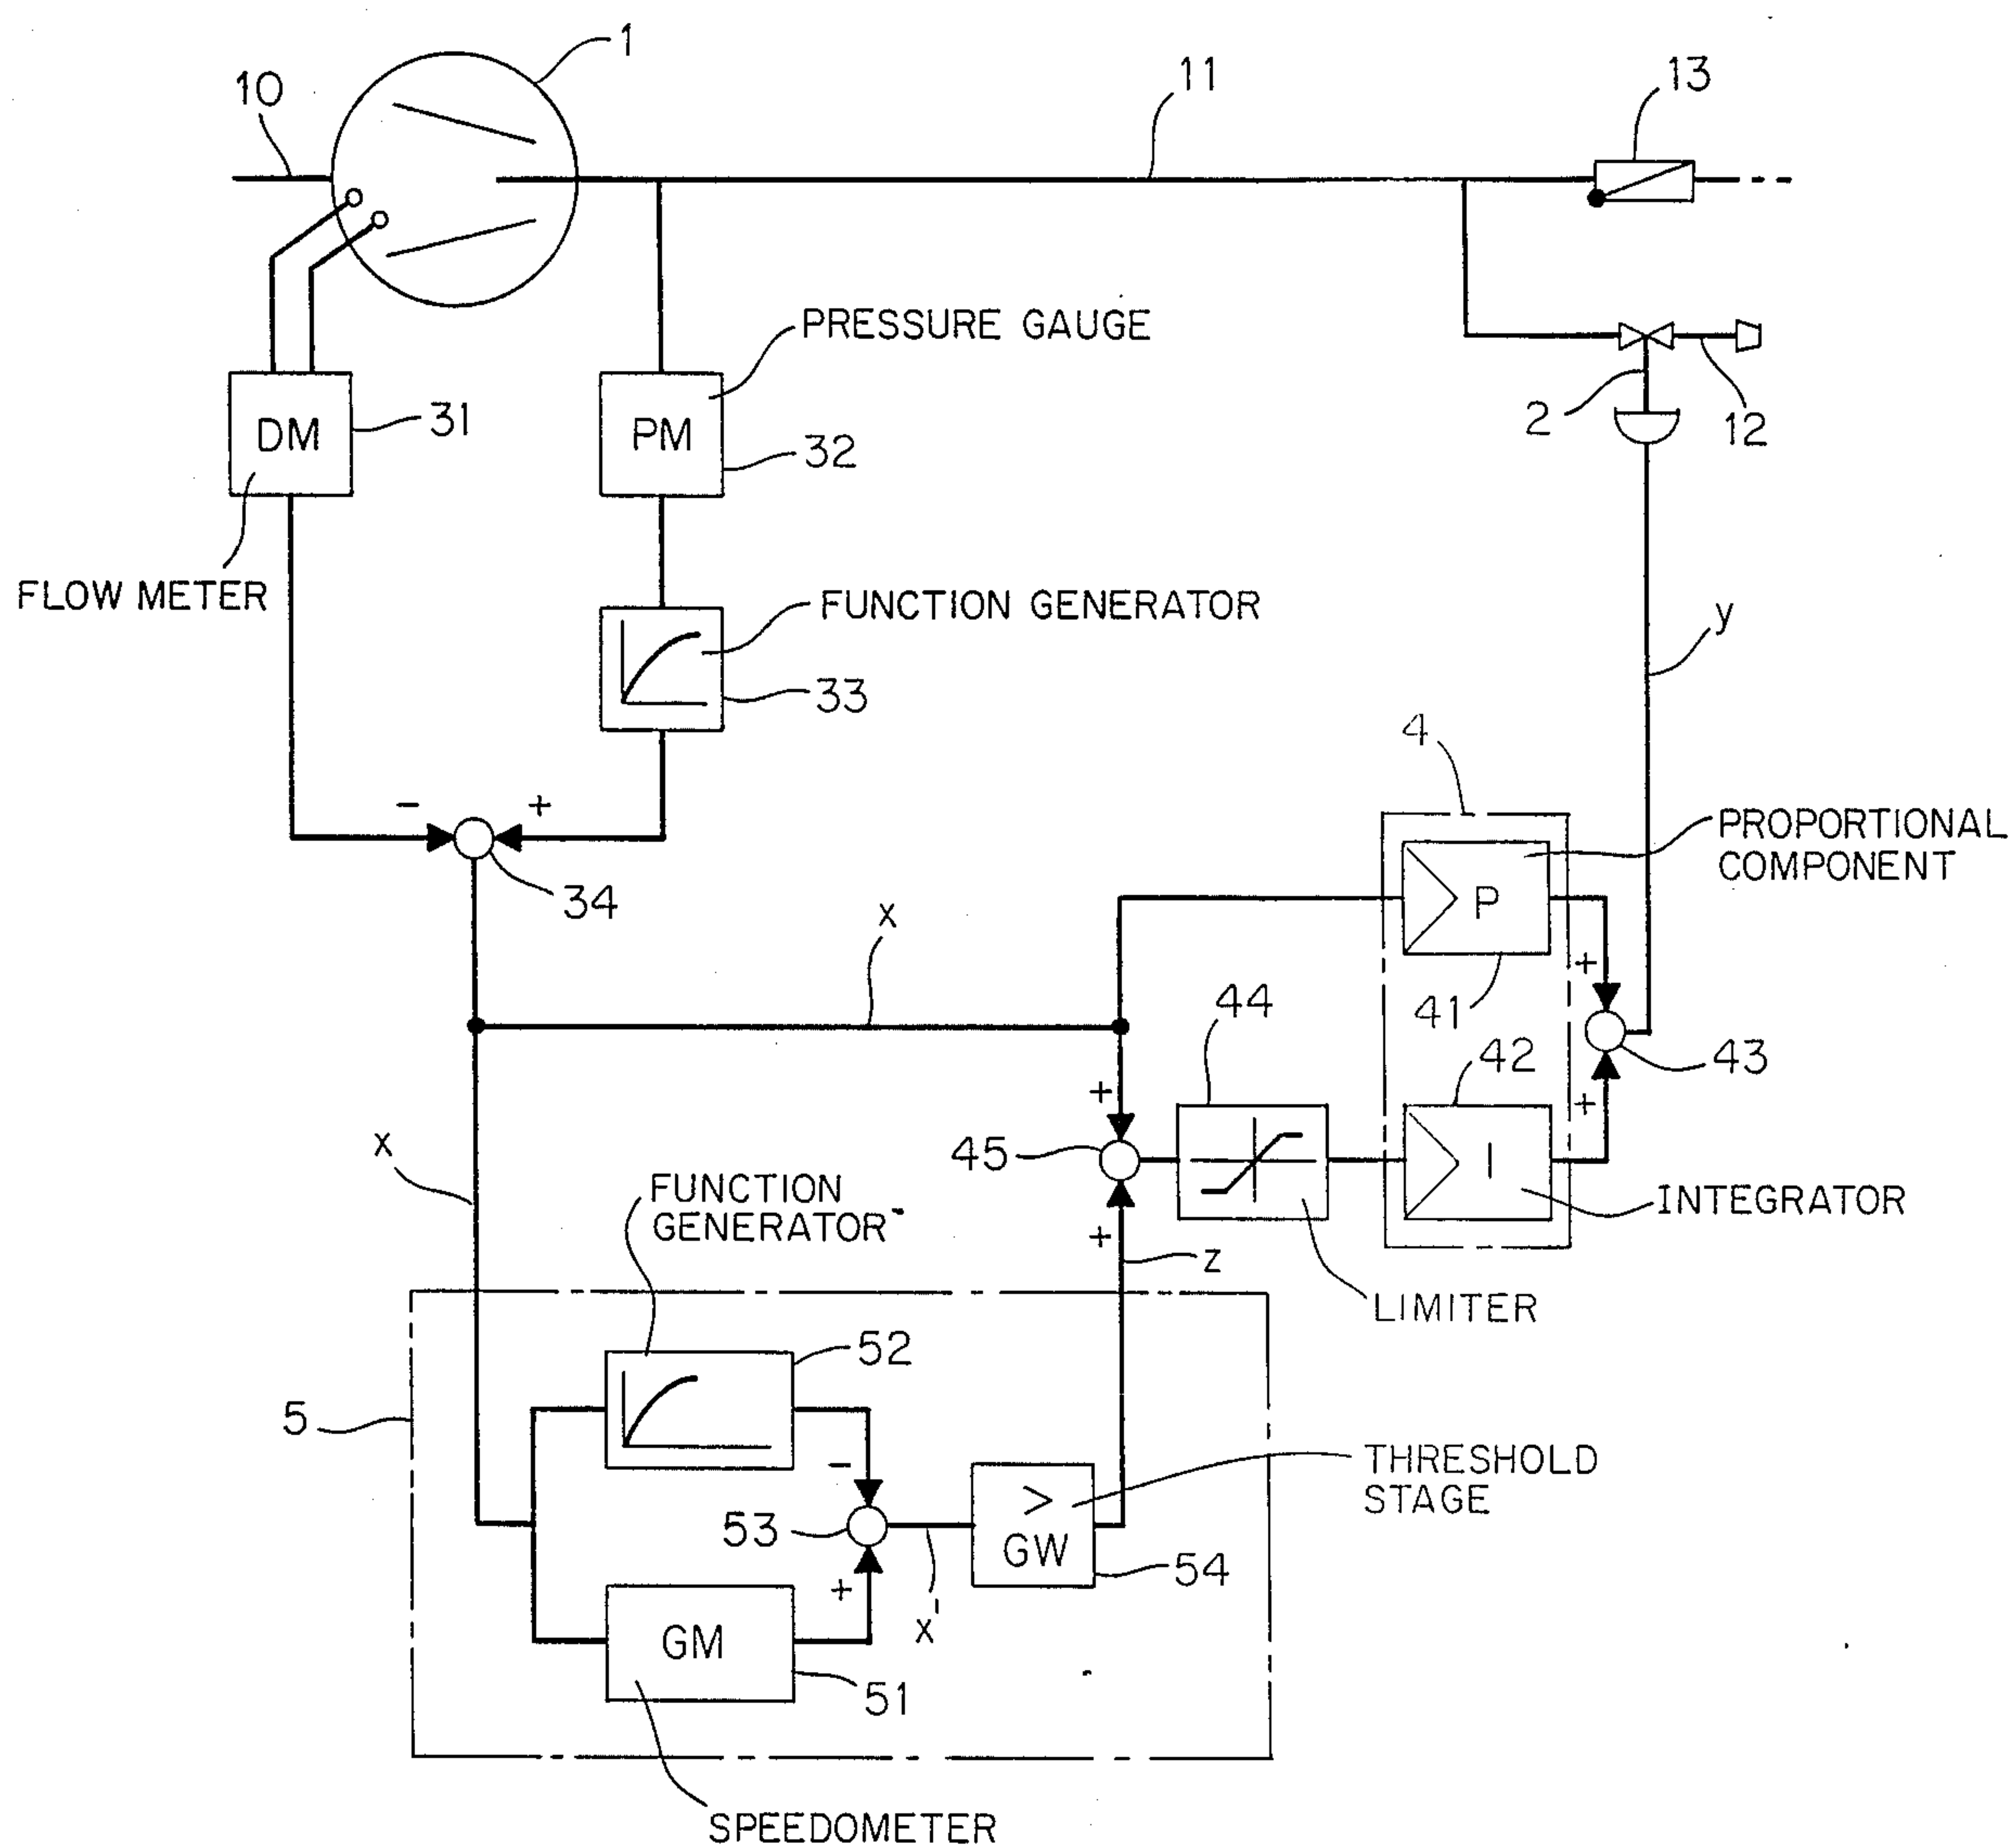 1
10
11
13
PRESSURE GAUGE
2
12
DM
31
PM
32
FLOW METER
FUNCTION GENERATOR
33
y
4
-
+
PROPORTIONAL
COMPONENT
34
P
x
+
41
44
43
42
+
+
45
x
I
FUNCTION
GENERATOR
INTEGRATOR
+
z
LIMITER
52
5
-
THRESHOLD
STAGE
>
53
GW
54
+
x'
GM
51
SPEEDOMETER